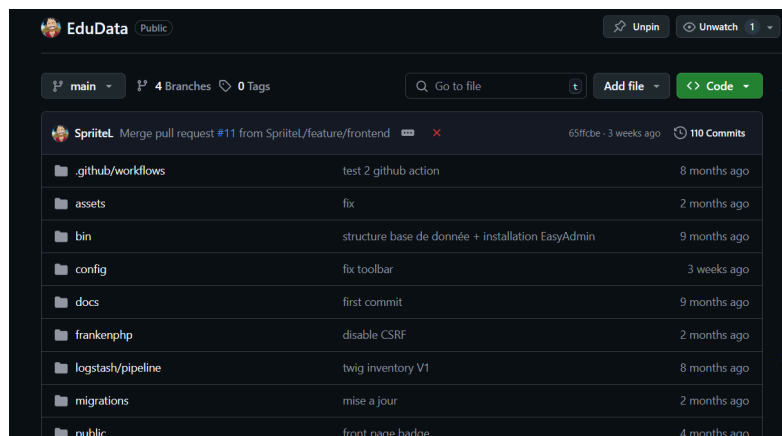 EduData Public Unpin Unwatch 1
main 4 Branches 0 Tags Go to file t Add file Code
SpriiteL Merge pull request #11 from SpriiteL/feature/frontend 65ffcbe · 3 weeks ago 110 Commits
.github/workflows test 2 github action 8 months ago
assets fix 2 months ago
bin structure base de donnée + installation EasyAdmin 9 months ago
config fix toolbar 3 weeks ago
docs first commit 9 months ago
frankenphp disable CSRF 2 months ago
logstash/pipeline twig inventory V1 8 months ago
migrations mise a jour 2 months ago
public front page badge 4 months ago